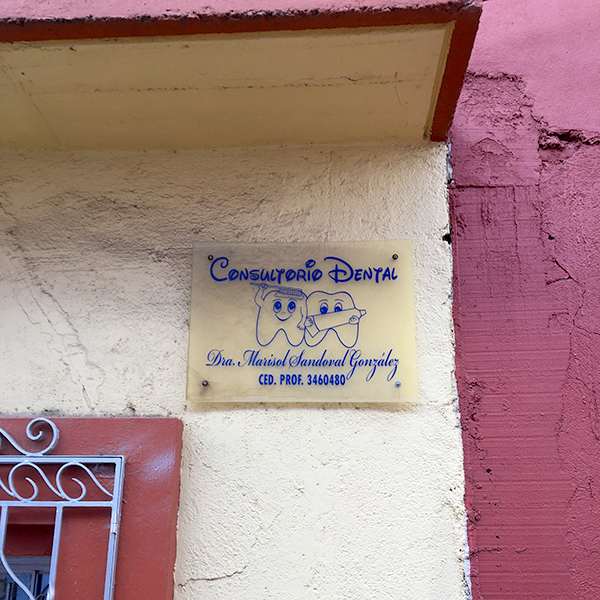 Consultorio Dental
Dra. Marisol Sandoval González
CED. PROF. 3460480